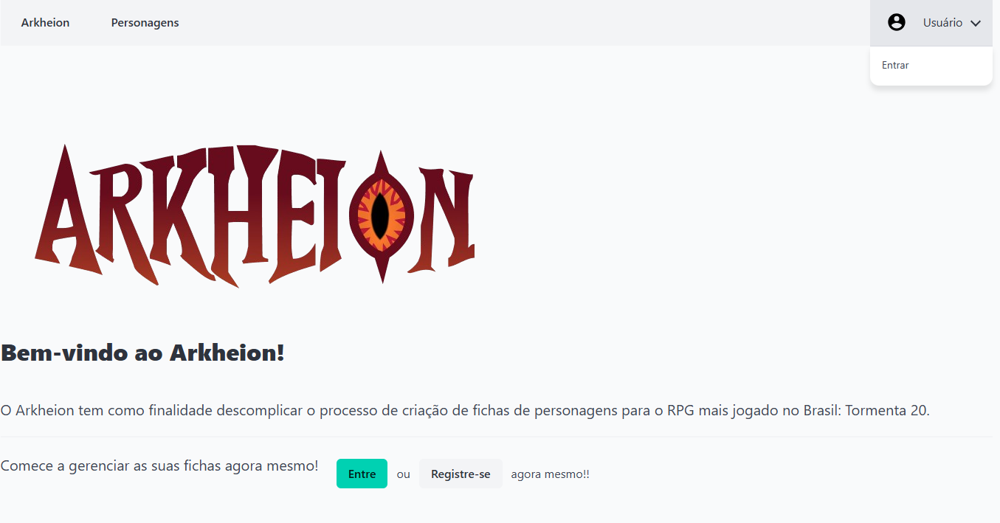 Arkheion Personagens Usuário
Entrar
ARKHEION
Bem-vindo ao Arkheion!
O Arkheion tem como finalidade descomplicar o processo de criação de fichas de personagens para o RPG mais jogado no Brasil: Tormenta 20.
Comece a gerenciar as suas fichas agora mesmo! Entre ou Registre-se agora mesmo!!